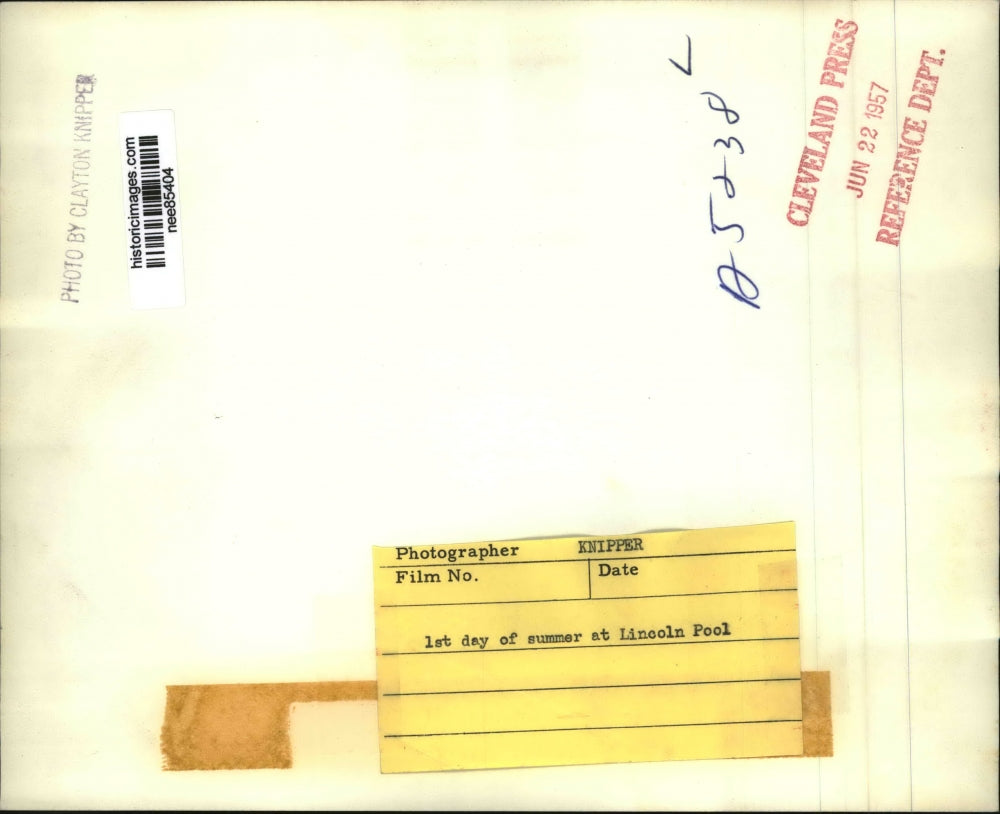 PHOTO BY CLAYTON KNIPPER
historicimages.com
nee85404
CLEVELAND PRESS
JUN 22 1957
REFERENCE DEPT.
Photographer KNIPPER
Film No. Date
1st day of summer at Lincoln Pool